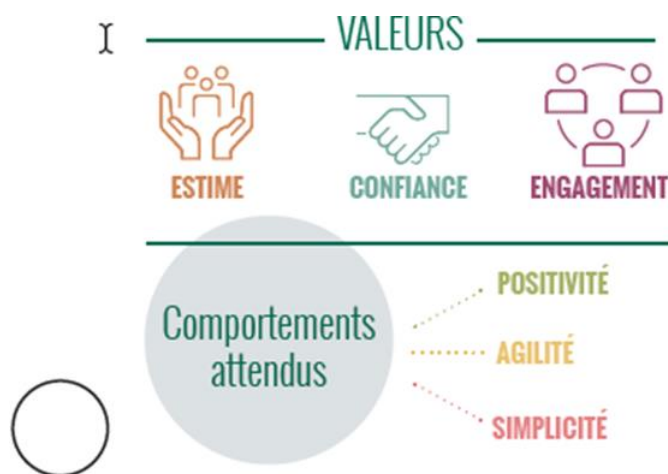 VALEURS
ESTIME
CONFIANCE
ENGAGEMENT
Comportements
attendus
POSITIVITÉ
AGILITÉ
SIMPLICITÉ